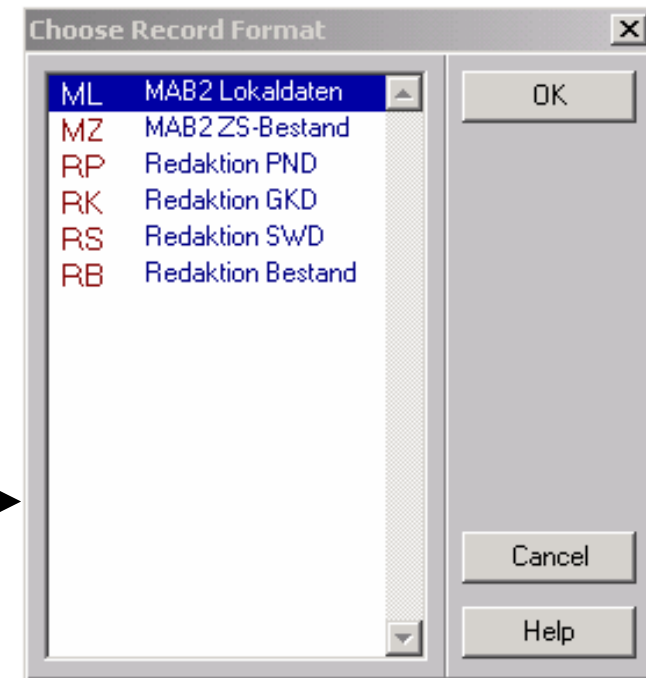 Choose Record Format
ML MAB2 Lokaldaten
MZ MAB2 ZS-Bestand
RP Redaktion PND
RK Redaktion GKD
RS Redaktion SWD
RB Redaktion Bestand
OK
Cancel
Help